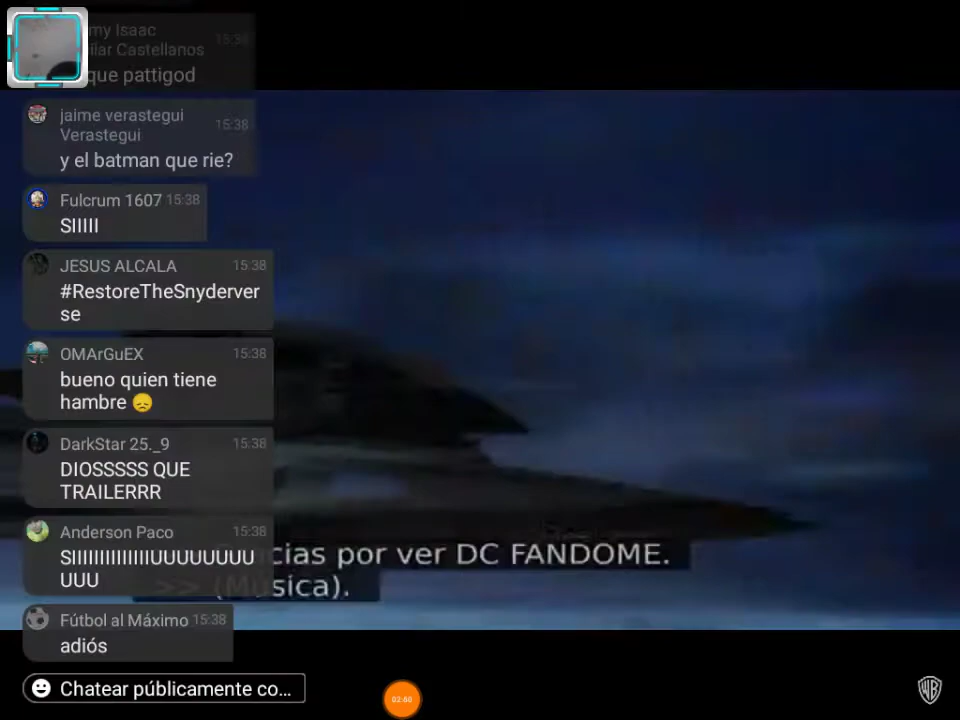 my Isaac
ilar Castellanos
15:38
que pattigod
jaime verastegui
Verastegui
15:38
y el batman que rie?
Fulcrum 1607 15:38
SIIIII
JESUS ALCALA 15:38
#RestoreTheSnyderver
se
OMArGuEX 15:38
bueno quien tiene
hambre 😞
DarkStar 25._9 15:38
DIOSSSSS QUE
TRAILERRR
Anderson Paco 15:38
SIIIIIIIIIIIIIUUUUUUUU
UUU
cias por ver DC FANDOME.
>> (Música).
Fútbol al Máximo 15:38
adiós
Chatear públicamente co...
02:60
WB